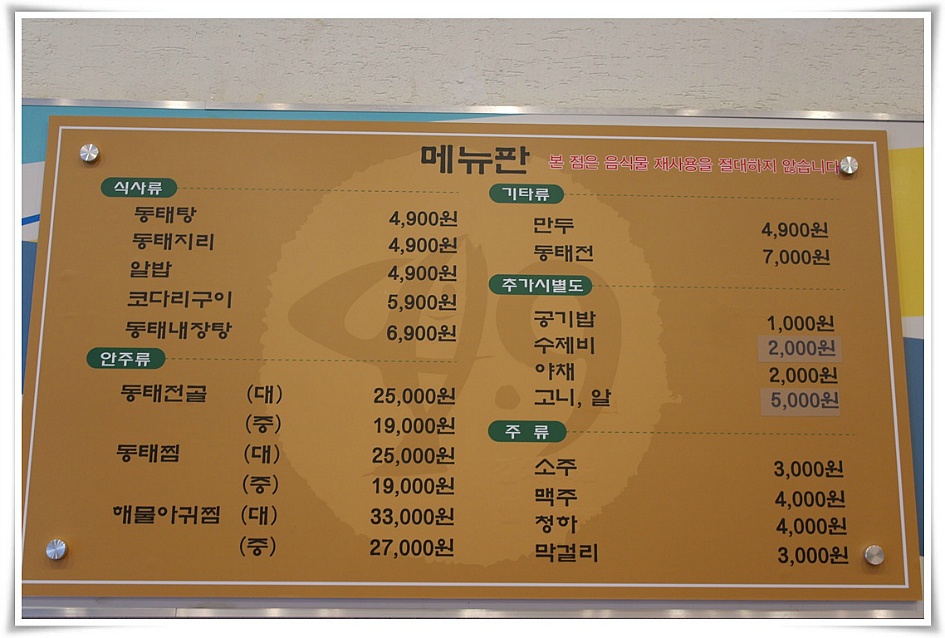 메뉴판 본 점은 음식물 재사용을 절대하지 않습니다
식사류
동태탕 4,900원
동태지리 4,900원
알밥 4,900원
코다리구이 5,900원
동태내장탕 6,900원
안주류
동태전골 (대) 25,000원
(중) 19,000원
동태찜 (대) 25,000원
(중) 19,000원
해물아귀찜 (대) 33,000원
(중) 27,000원
기타류
만두 4,900원
동태전 7,000원
추가시별도
공기밥 1,000원
수제비 2,000원
야채 2,000원
고니, 알 5,000원
주 류
소주 3,000원
맥주 4,000원
청하 4,000원
막걸리 3,000원
4.9